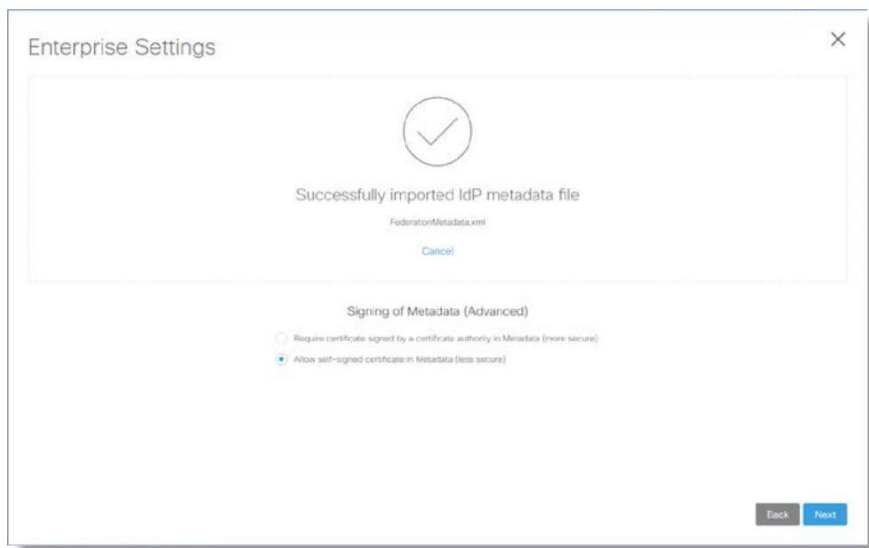 Enterprise Settings
Successfully imported IdP metadata file
FederationMetadata.xml
Cancel
Signing of Metadata (Advanced)
Require certificate signed by a certificate authority in Metadata (more secure)
Allow self-signed certificate in Metadata (less secure)
Back
Next